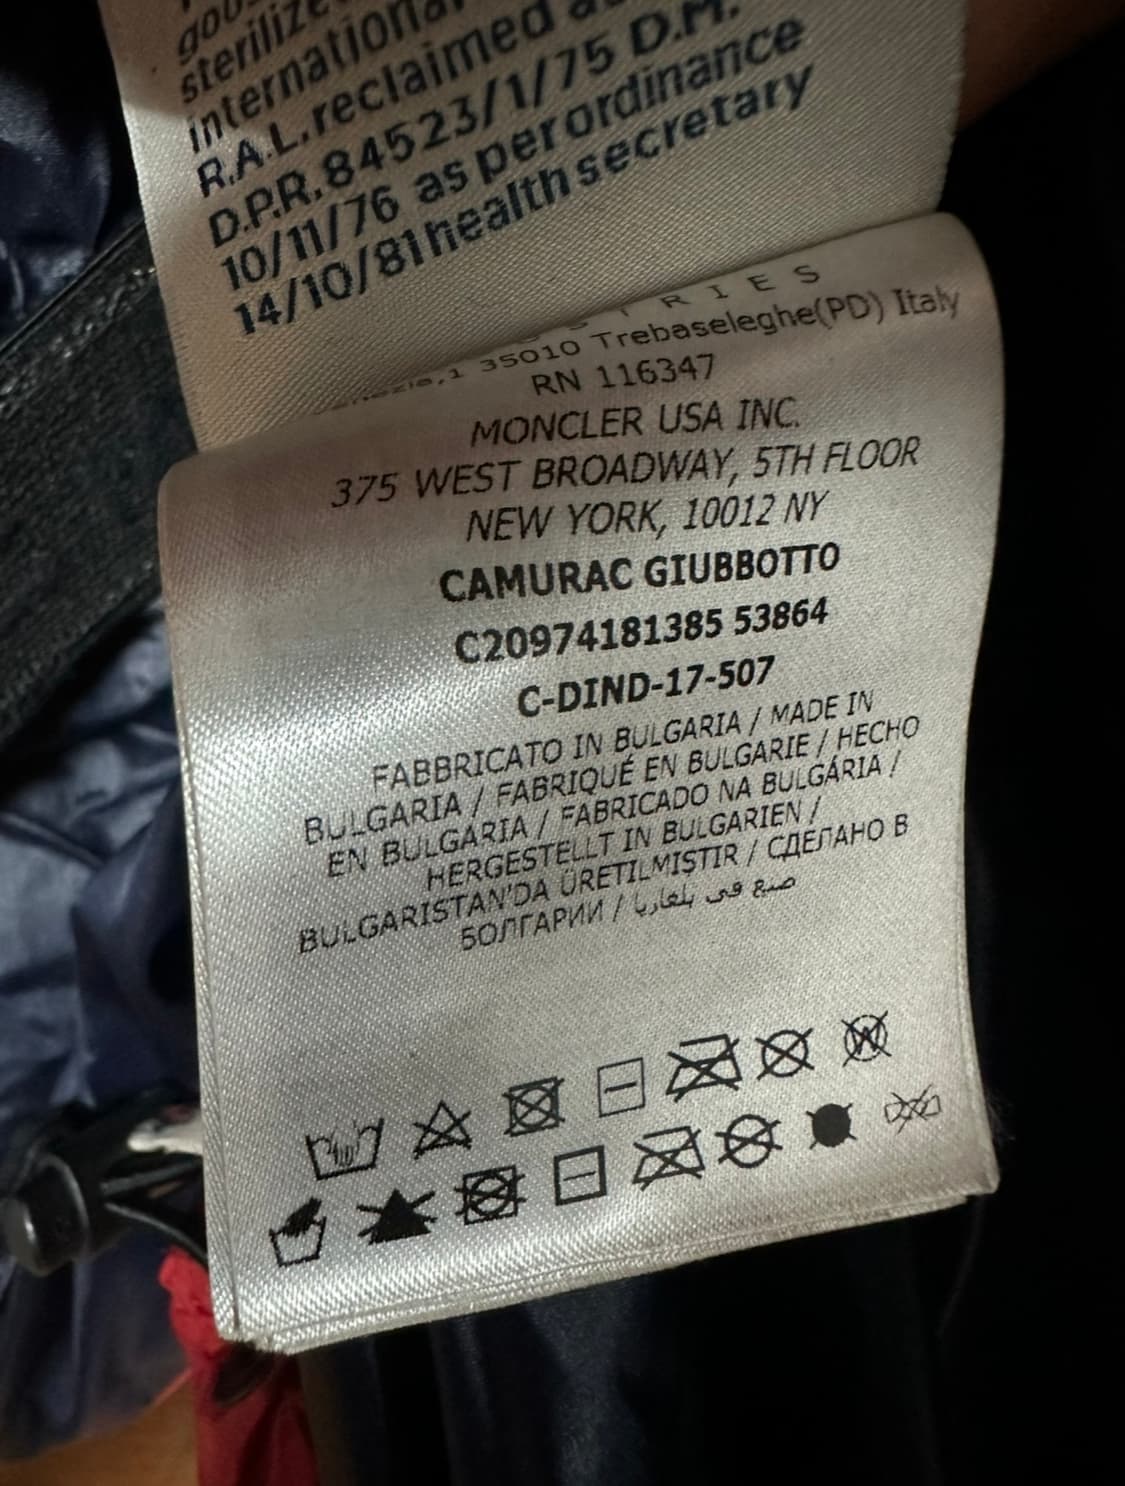 sterilized
international
R.A.L. reclaimed
D.P.R. 84523/1/75 D.M.
10/11/76 as per ordinance
14/10/81 health secretary
,1 35010 Trebaseleghe(PD) Italy
RN 116347
MONCLER USA INC.
375 WEST BROADWAY, 5TH FLOOR
NEW YORK, 10012 NY
CAMURAC GIUBBOTTO
C20974181385 53864
C-DIND-17-507
FABBRICATO IN BULGARIA / MADE IN
BULGARIA / FABRIQUÉ EN BULGARIE / HECHO
EN BULGARIA / FABRICADO NA BULGÁRIA /
HERGESTELLT IN BULGARIEN /
BULGARISTAN'DA ÜRETILMIŞTIR / СДЕЛАНО В
БОЛГАРИИ / صنع في بلغاريا